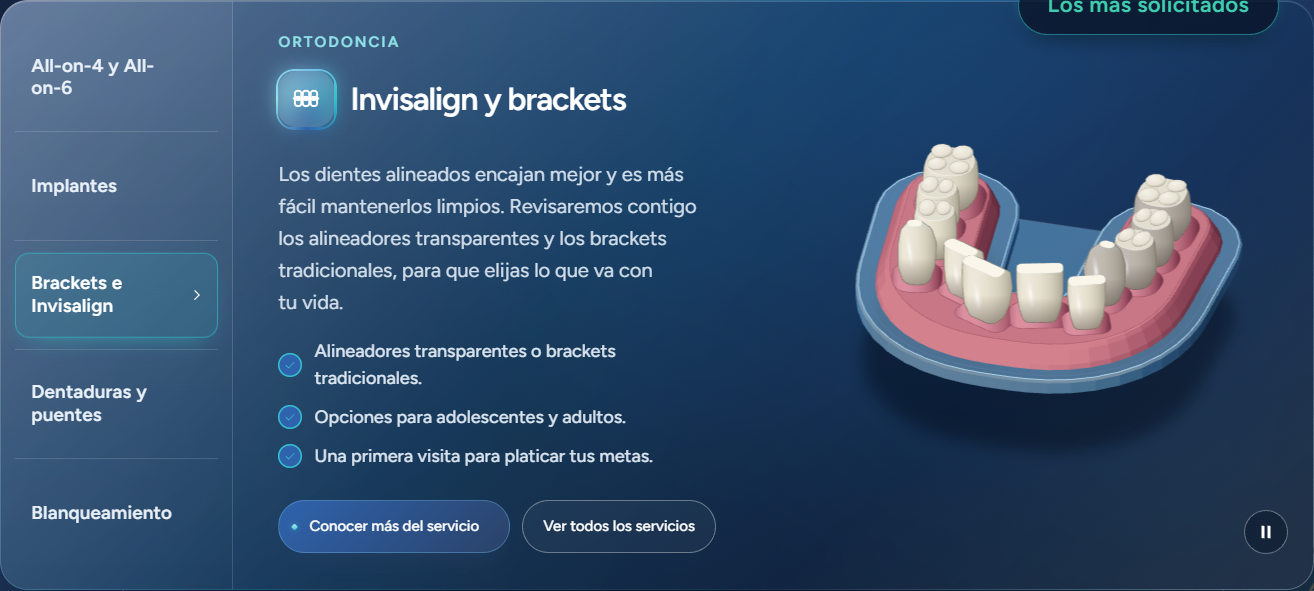 Los más solicitados
All-on-4 y All-
on-6
Implantes
Brackets e
Invisalign
Dentaduras y
puentes
Blanqueamiento
ORTODONCIA
Invisalign y brackets
Los dientes alineados encajan mejor y es más
fácil mantenerlos limpios. Revisaremos contigo
los alineadores transparentes y los brackets
tradicionales, para que elijas lo que va con
tu vida.
Alineadores transparentes o brackets
tradicionales.
Opciones para adolescentes y adultos.
Una primera visita para platicar tus metas.
Conocer más del servicio
Ver todos los servicios